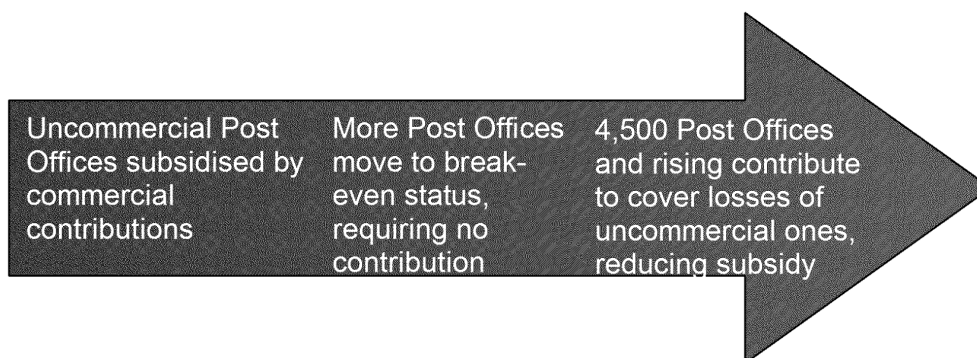 Uncommercial Post
Offices subsidised by
commercial
contributions
More Post Offices
move to break-
even status,
requiring no
contribution
4,500 Post Offices
and rising contribute
to cover losses of
uncommercial ones,
reducing subsidy